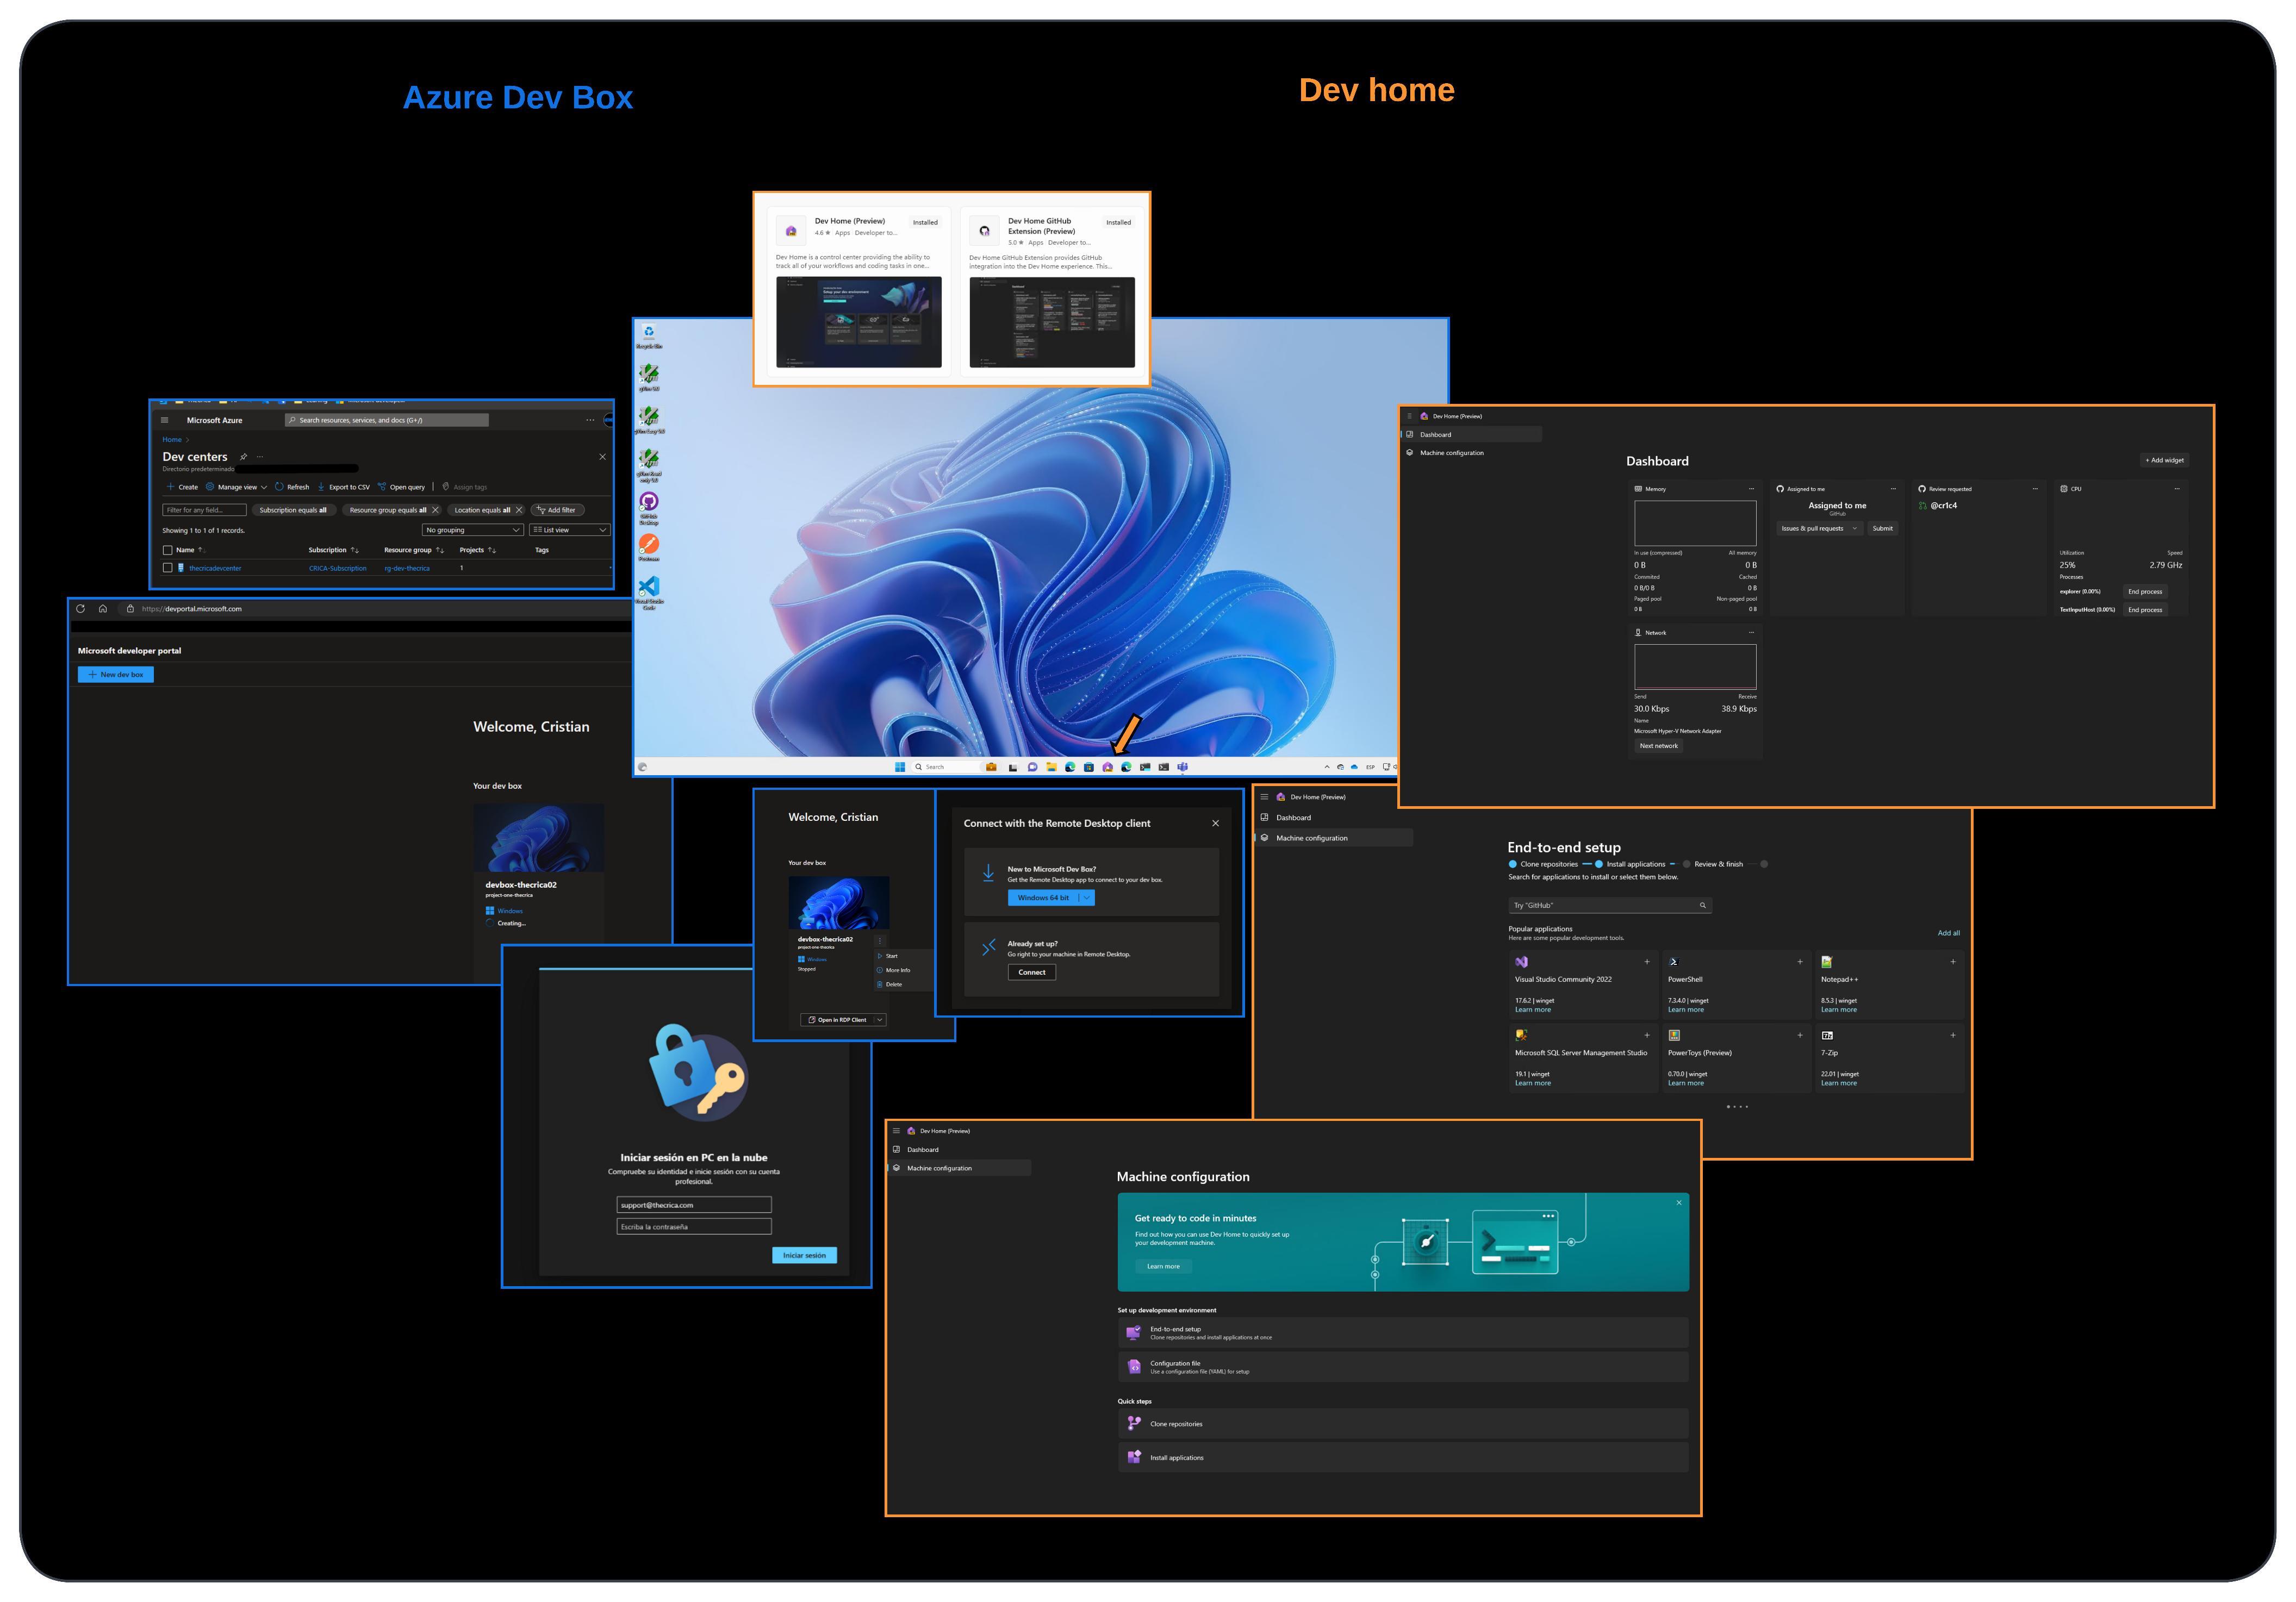 Azure Dev Box
Dev home
Dev Home (Preview)
Installed
4.6 ★ Apps Developer to...
Dev Home is a control center providing the ability to
track all of your workflows and coding tasks in one...
Dev Home GitHub
Extension (Preview)
Installed
5.0 ★ Apps Developer to...
Dev Home GitHub Extension provides GitHub
integration into the Dev Home experience. This...
Recycle Bin
GitHub
Desktop
Postman
Visual Studio
Code
Search
ESP
Microsoft Azure
Search resources, services, and docs (G+/)
Home >
Dev centers
Directorio predeterminado
Create
Manage view
Refresh
Export to CSV
Open query
Assign tags
Filter for any field...
Subscription equals all
Resource group equals all
Location equals all
Add filter
Showing 1 to 1 of 1 records.
No grouping
List view
Name
Subscription
Resource group
Projects
Tags
thecricadevcenter
CRICA-Subscription
rg-dev-thecrica
1
https://devportal.microsoft.com
Microsoft developer portal
New dev box
Welcome, Cristian
Your dev box
devbox-thecrica02
project-one-thecrica
Windows
Creating...
Welcome, Cristian
Your dev box
devbox-thecrica02
project-one-thecrica
Windows
Stopped
Start
More Info
Delete
Open in RDP Client
Connect with the Remote Desktop client
New to Microsoft Dev Box?
Get the Remote Desktop app to connect to your dev box.
Windows 64 bit
Already set up?
Go right to your machine in Remote Desktop.
Connect
Iniciar sesión en PC en la nube
Compruebe su identidad e inicie sesión con su cuenta
profesional.
support@thecrica.com
Escriba la contraseña
Iniciar sesión
Dev Home (Preview)
Dashboard
Machine configuration
Dashboard
+ Add widget
Memory
In use (compressed)
All memory
0 B
0 B
Committed
Cached
0 B/0 B
0 B
Paged pool
Non-paged pool
0 B
0 B
Assigned to me
Assigned to me
GitHub
Issues & pull requests
Submit
Review requested
@cr1c4
CPU
Utilization
Speed
25%
2.79 GHz
Processes
explorer (0.00%)
End process
TextInputHost (0.00%)
End process
Network
Send
Receive
30.0 Kbps
38.9 Kbps
Name
Microsoft Hyper-V Network Adapter
Next network
Dev Home (Preview)
Dashboard
Machine configuration
End-to-end setup
Clone repositories
Install applications
Review & finish
Search for applications to install or select them below.
Try "GitHub"
Popular applications
Here are some popular development tools.
Add all
Visual Studio Community 2022
17.6.2 | winget
Learn more
PowerShell
7.3.4.0 | winget
Learn more
Notepad++
8.5.3 | winget
Learn more
Microsoft SQL Server Management Studio
19.1 | winget
Learn more
PowerToys (Preview)
0.70.0 | winget
Learn more
7-Zip
22.01 | winget
Learn more
Dev Home (Preview)
Dashboard
Machine configuration
Machine configuration
Get ready to code in minutes
Find out how you can use Dev Home to quickly set up
your development machine.
Learn more
Set up development environment
End-to-end setup
Clone repositories and install applications at once
Configuration file
Use a configuration file (YAML) for setup
Quick steps
Clone repositories
Install applications